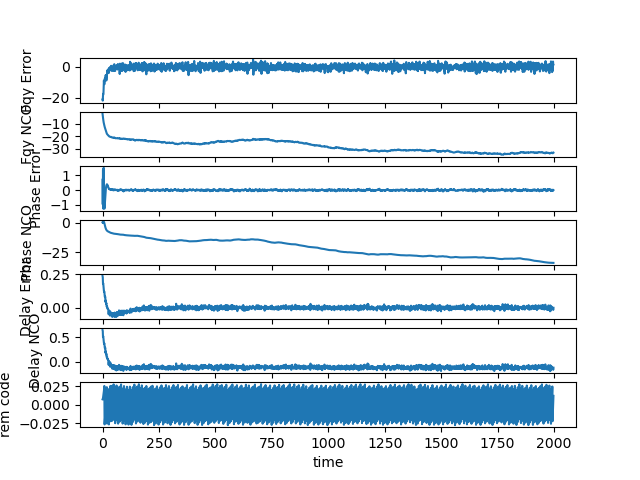 Fqy Error
0
−20
Fqy NCO
−10
−20
−30
Phase Error
1
0
−1
Phase NCO
0
−25
Delay Error
0.25
0.00
Delay NCO
0.5
0.0
rem code
0.025
0.000
−0.025
0 250 500 750 1000 1250 1500 1750 2000
time